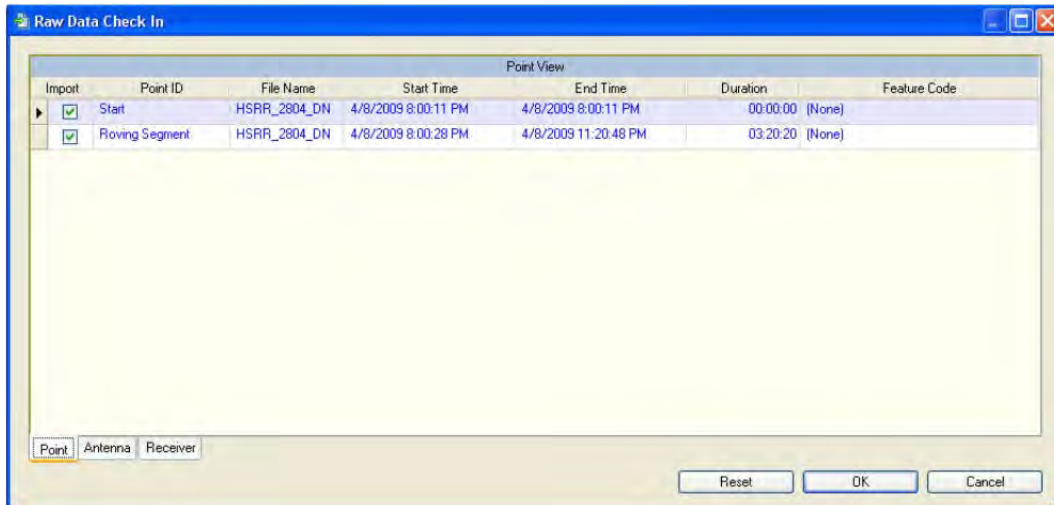 Raw Data Check In
Point View
Import Point ID File Name Start Time End Time Duration Feature Code
Start HSRR_2804_DN 4/8/2009 8:00:11 PM 4/8/2009 8:00:11 PM 00:00:00 (None)
Roving Segment HSRR_2804_DN 4/8/2009 8:00:28 PM 4/8/2009 11:20:48 PM 03:20:20 (None)
Point Antenna Receiver
Reset OK Cancel